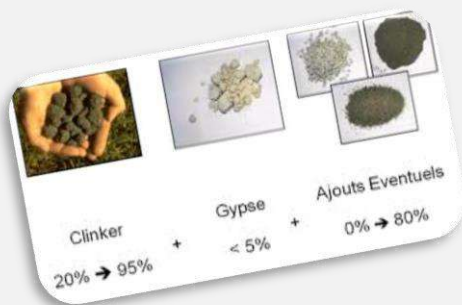 Clinker + Gypse + Ajouts Eventuels
20% ➔ 95% < 5% 0% ➔ 80%